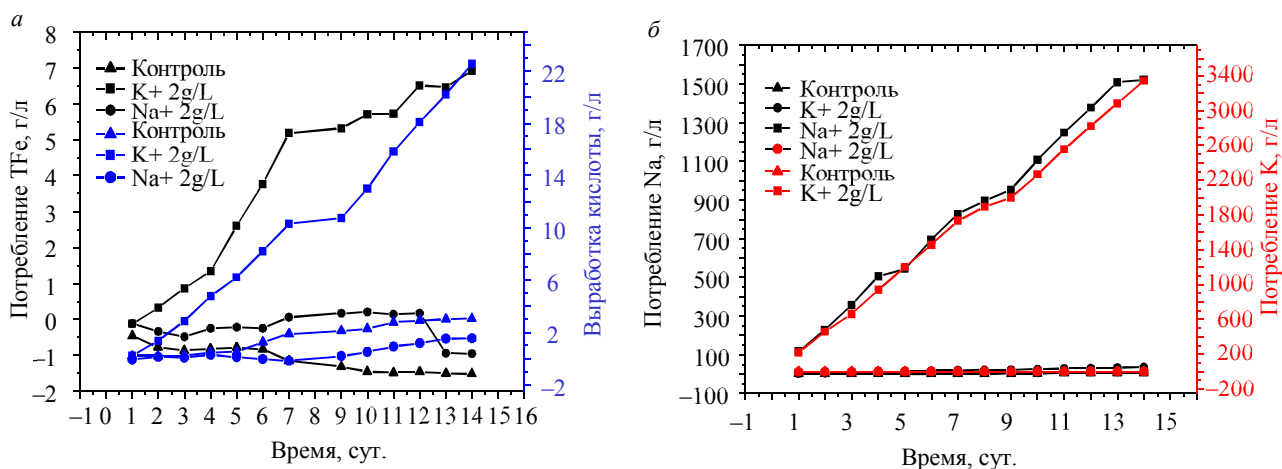 а
Потребление TFe, г/л
8
7
6
5
4
3
2
1
0
–1
–2
Контроль
K+ 2g/L
Na+ 2g/L
Контроль
K+ 2g/L
Na+ 2g/L
22
18
14
10
6
2
–2
Выработка кислоты, г/л
–1 0 1 2 3 4 5 6 7 8 9 10 11 12 13 14 15 16
Время, сут.
б
Потребление Na, г/л
1700
1500
1300
1100
900
700
500
300
100
–100
Контроль
K+ 2g/L
Na+ 2g/L
Na+ 2g/L
Контроль
K+ 2g/L
3400
3000
2600
2200
1800
1400
1000
600
200
–200
Потребление K, г/л
–1 1 3 5 7 9 11 13 15
Время, сут.